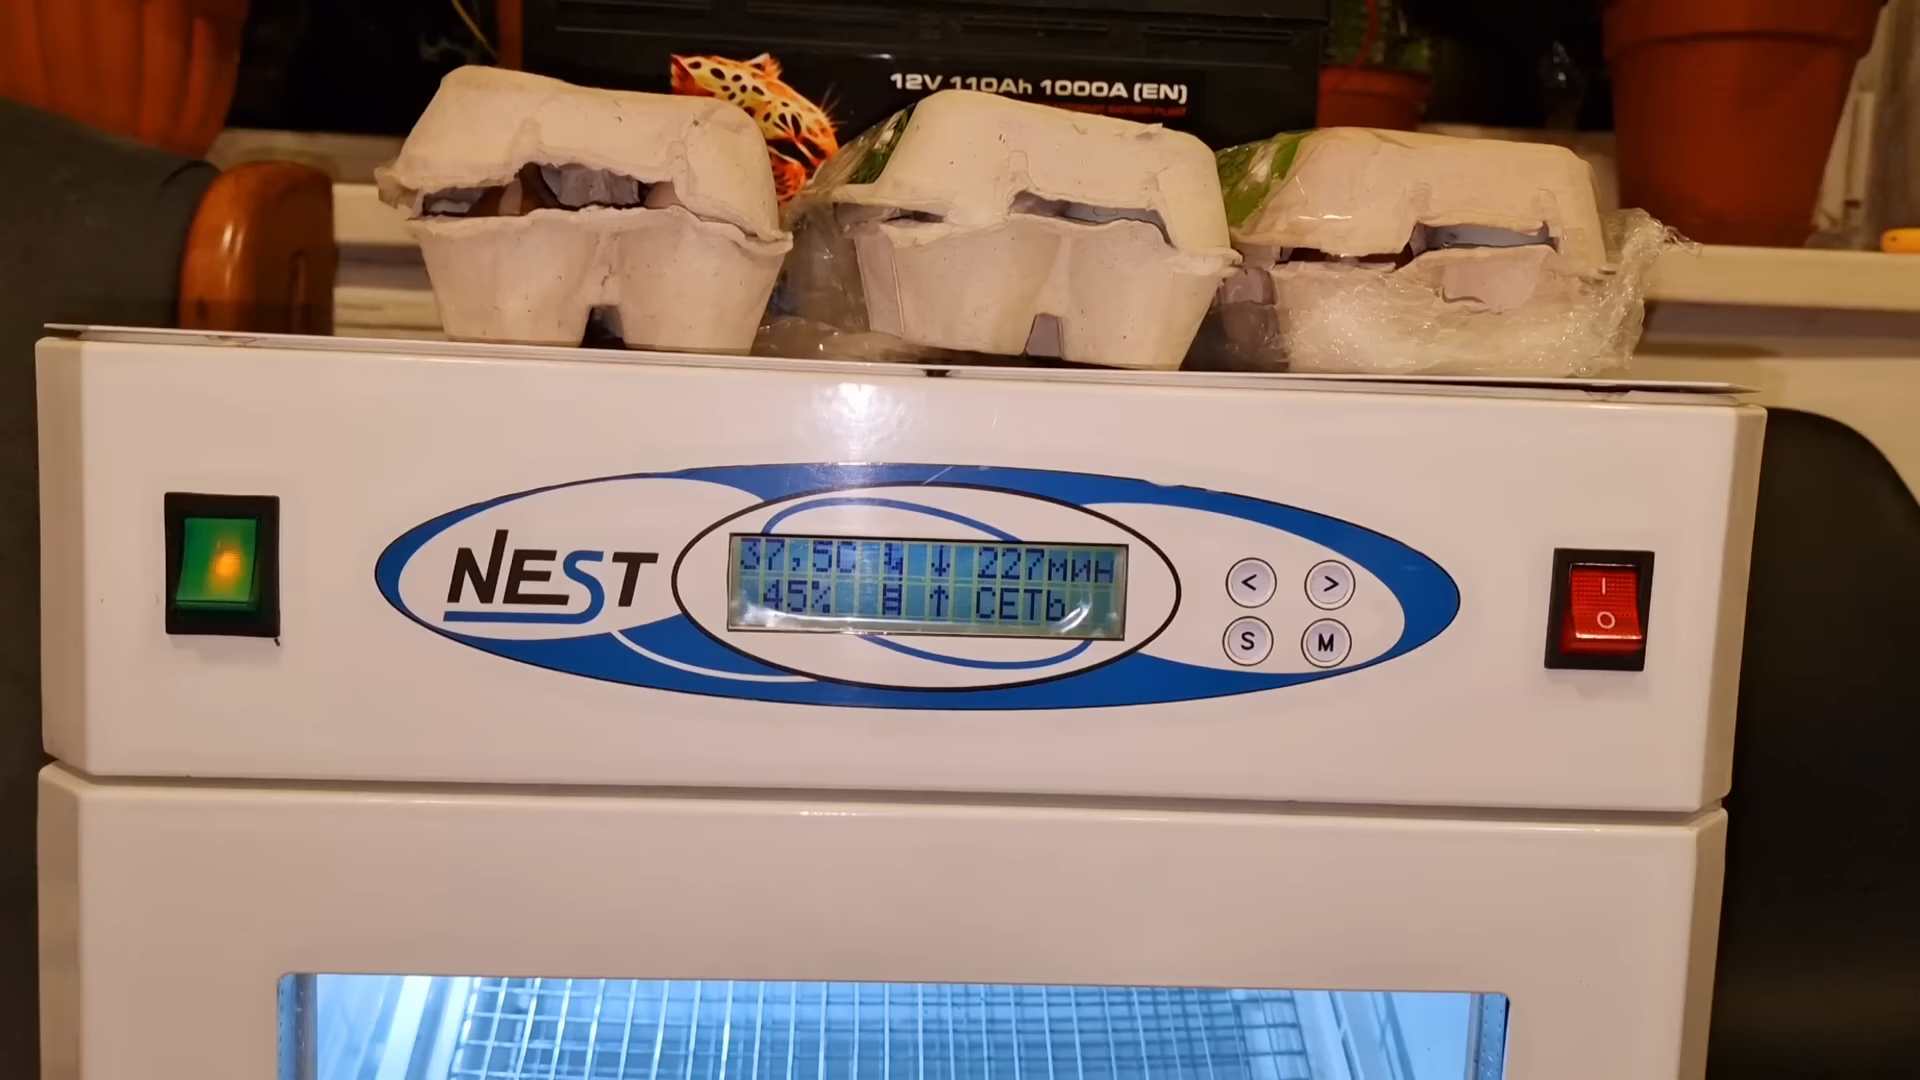 12V 110Ah 1000A (EN)
NEST
37,5C ↓ 227мин
45% ↑ СЕТЬ
< >
S M
I
O